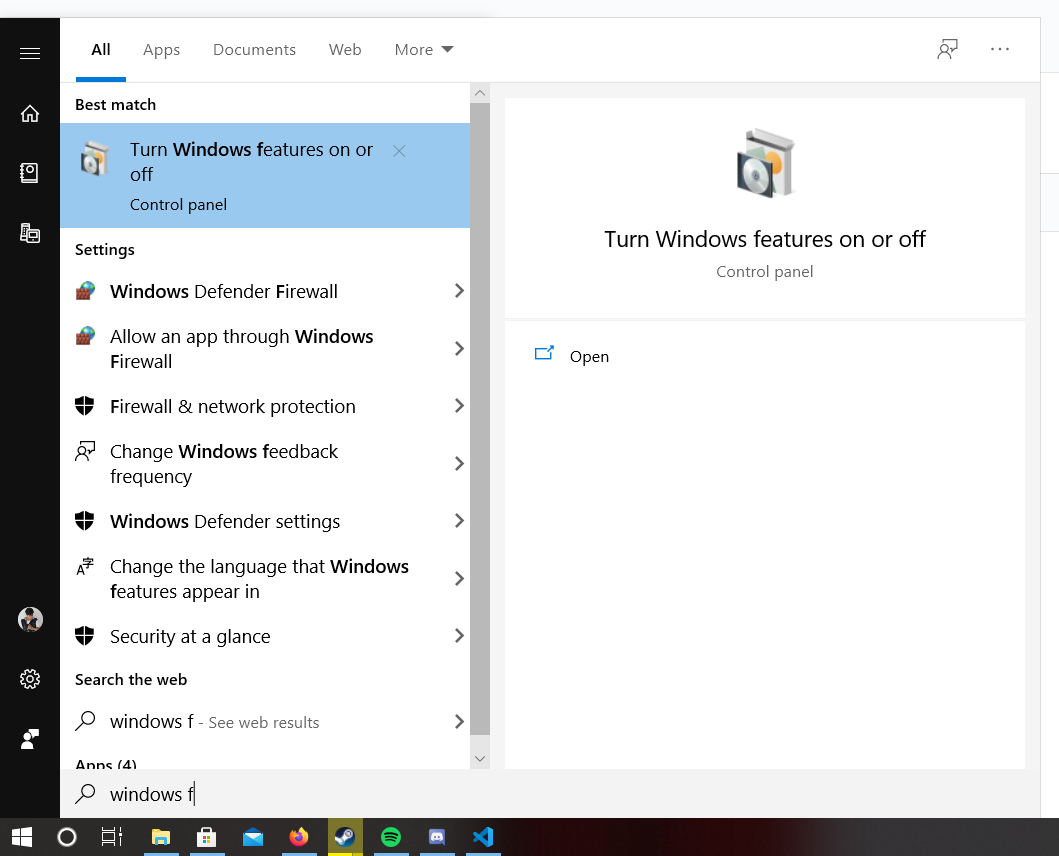 All Apps Documents Web More
Best match
Turn Windows features on or
off
Control panel
Settings
Windows Defender Firewall
Allow an app through Windows
Firewall
Firewall & network protection
Change Windows feedback
frequency
Windows Defender settings
Change the language that Windows
features appear in
Security at a glance
Search the web
windows f - See web results
Apps (4)
windows f
Turn Windows features on or off
Control panel
Open